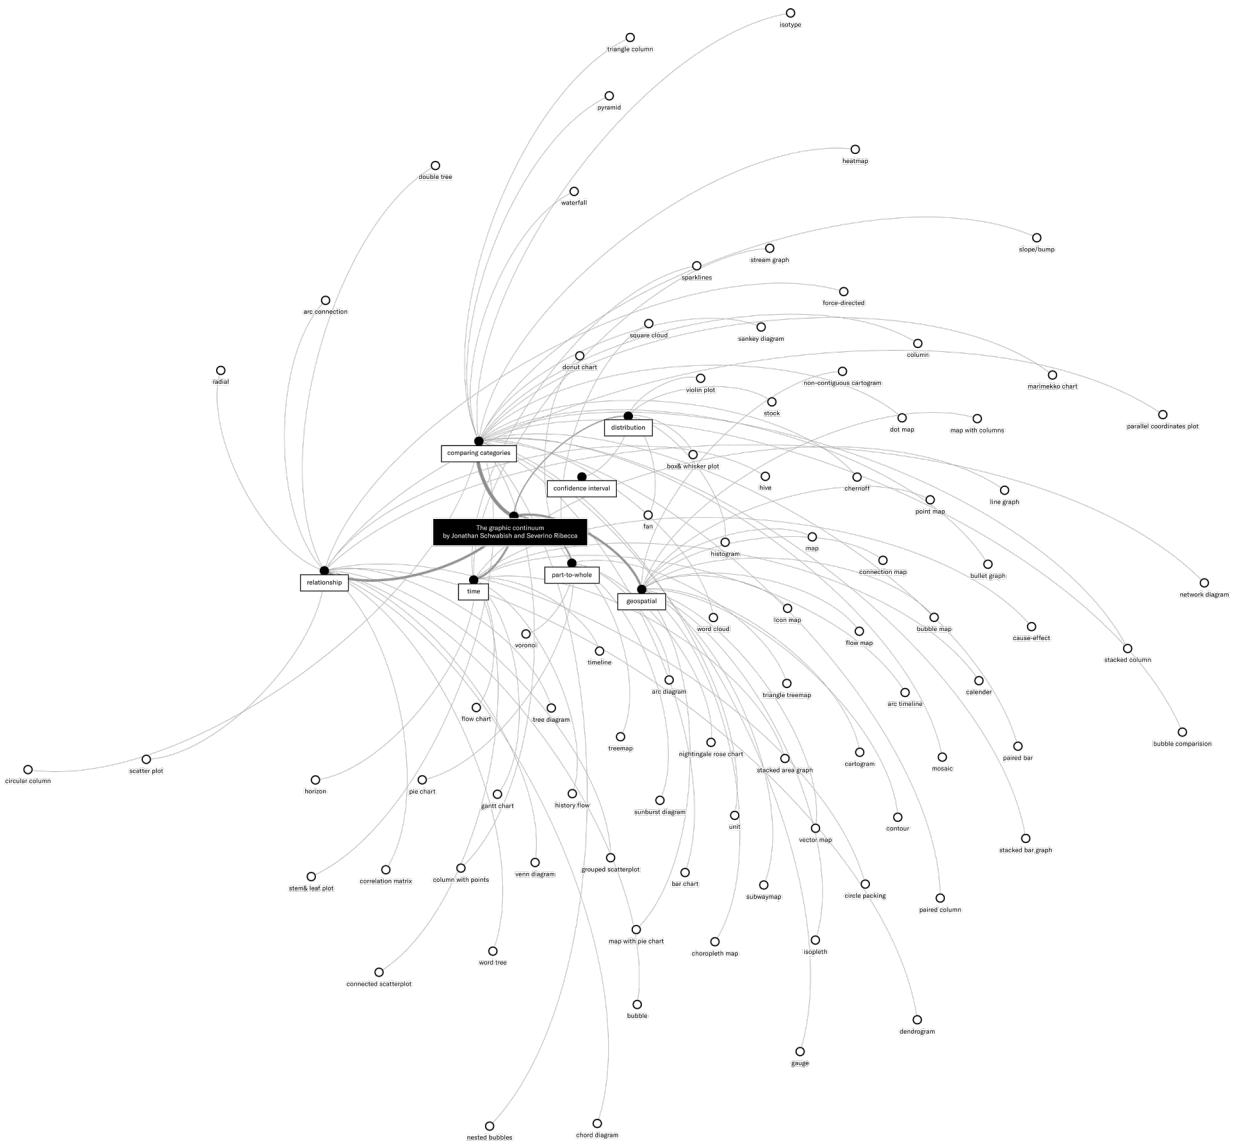 isotype
triangle column
pyramid
heatmap
double tree
waterfall
slope/bump
stream graph
sparklines
force-directed
arc connection
square cloud
sankey diagram
column
donut chart
radial
violin plot
non-contiguous cartogram
marimekko chart
stock
parallel coordinates plot
distribution
dot map
map with columns
comparing categories
box& whisker plot
confidence interval
hive
chernoff
line graph
point map
The graphic continuum
by Jonathan Schwabish and Severino Ribecca
fan
histogram
map
connection map
bullet graph
relationship
time
part-to-whole
geospatial
network diagram
word cloud
Icon map
flow map
bubble map
cause-effect
voronoi
timeline
stacked column
arc diagram
triangle treemap
arc timeline
calender
flow chart
tree diagram
treemap
nightingale rose chart
stacked area graph
cartogram
mosaic
paired bar
bubble comparision
circular column
scatter plot
horizon
pie chart
gantt chart
history flow
sunburst diagram
unit
vector map
contour
stacked bar graph
stem& leaf plot
correlation matrix
column with points
venn diagram
grouped scatterplot
bar chart
subwaymap
circle packing
paired column
map with pie chart
choropleth map
isopleth
word tree
connected scatterplot
bubble
dendrogram
gauge
nested bubbles
chord diagram